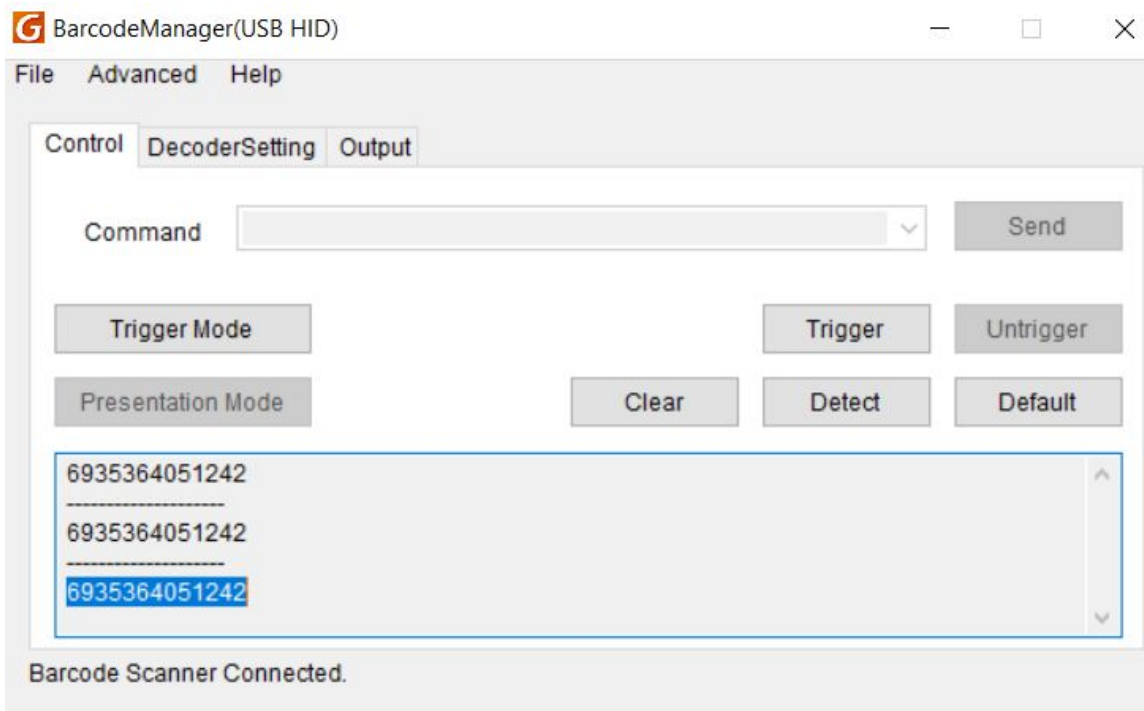 G BarcodeManager(USB HID)
File Advanced Help
Control DecoderSetting Output
Command Send
Trigger Mode Trigger Untrigger
Presentation Mode Clear Detect Default
6935364051242
--------------------
6935364051242
--------------------
6935364051242
Barcode Scanner Connected.